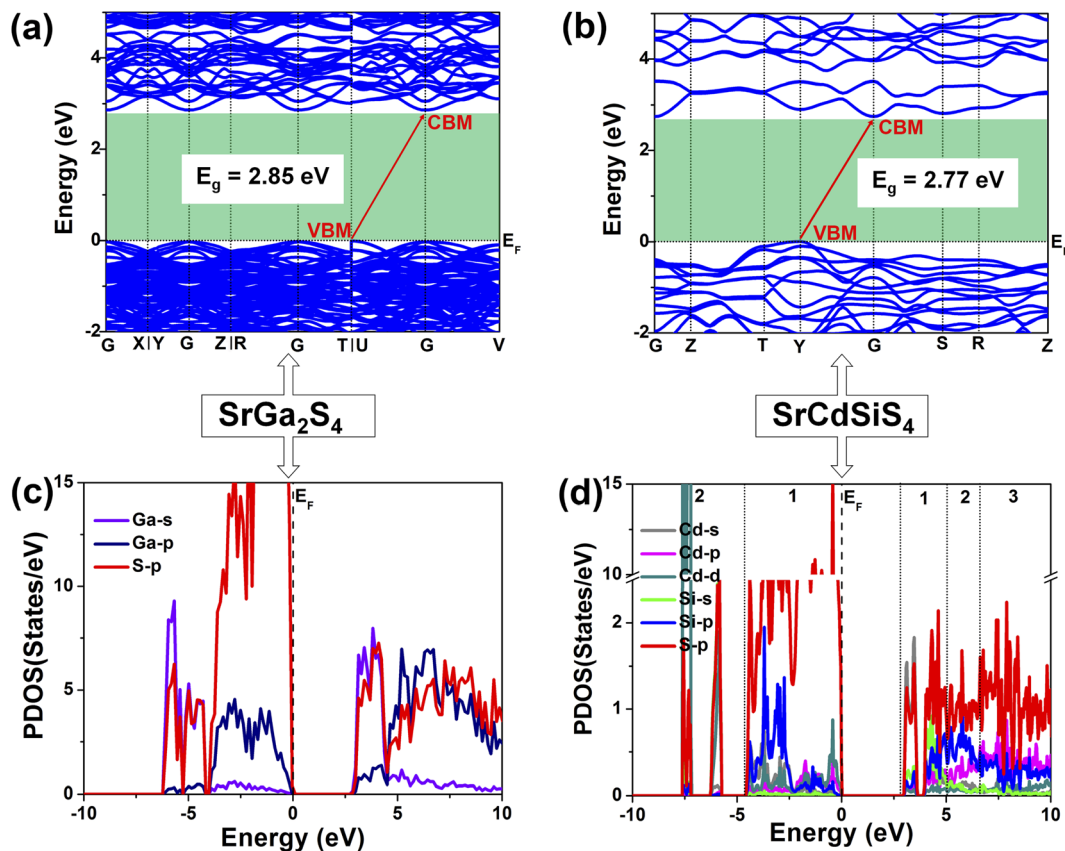 (a)
Energy (eV)
4
2
0
-2
E_g = 2.85 eV
CBM
VBM
E_F
G X|Y G Z|R G T|U G V
(b)
Energy (eV)
4
2
0
-2
E_g = 2.77 eV
CBM
VBM
G Z T Y G S R Z
SrGa₂S₄
SrCdSiS₄
(c)
PDOS(States/eV)
15
10
5
0
E_F
Ga-s
Ga-p
S-p
-10 -5 0 5 10
Energy (eV)
(d)
PDOS(States/eV)
15
10
2
1
0
2 1 E_F 1 2 3
Cd-s
Cd-p
Cd-d
Si-s
Si-p
S-p
-10 -5 0 5 10
Energy (eV)